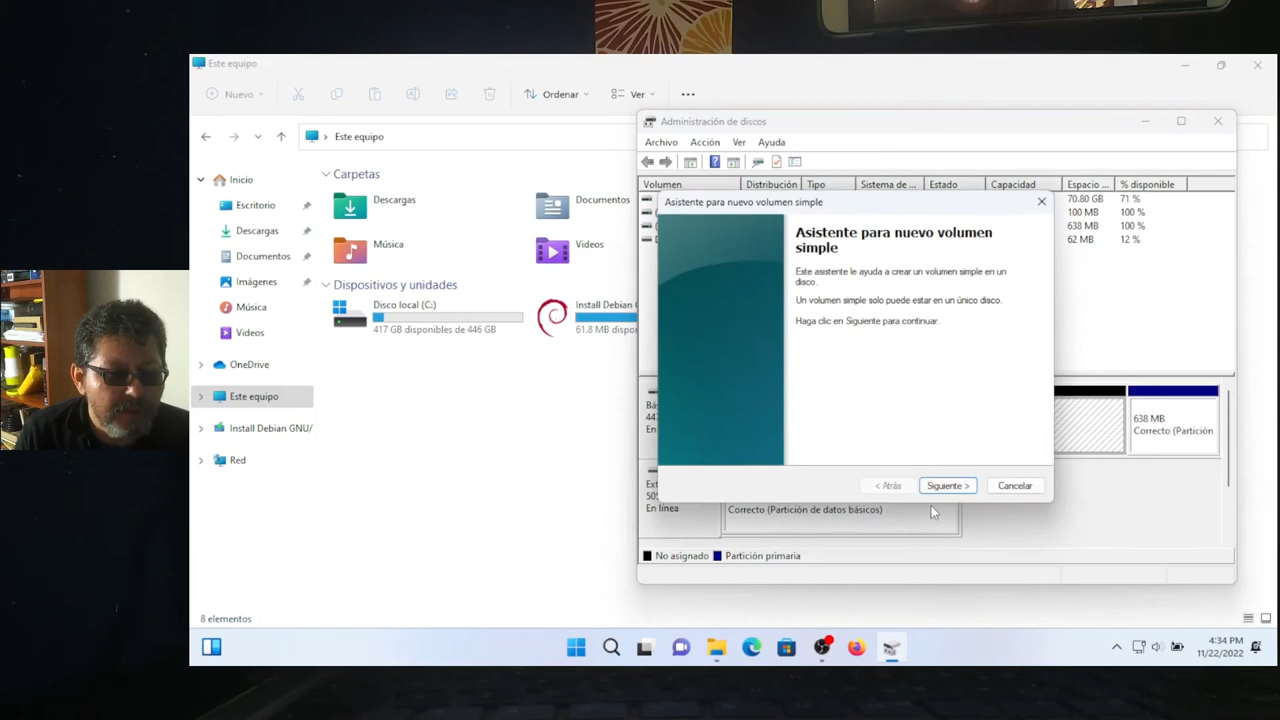 Este equipo
Nuevo
Ordenar
Ver
Este equipo
Inicio
Escritorio
Descargas
Documentos
Imágenes
Música
Videos
OneDrive
Este equipo
Install Debian GNU/
Red
8 elementos
Carpetas
Descargas
Documentos
Música
Videos
Dispositivos y unidades
Disco local (C:)
417 GB disponibles de 446 GB
Install Debian
61.8 MB
Administración de discos
Archivo Acción Ver Ayuda
Volumen Distribución Tipo Sistema de ... Estado Capacidad Espacio ... % disponible
70.80 GB 71 %
100 MB 100 %
638 MB 100 %
62 MB 12 %
Asistente para nuevo volumen simple
Asistente para nuevo volumen
simple
Este asistente le ayuda a crear un volumen simple en un
disco.
Un volumen simple solo puede estar en un único disco.
Haga clic en Siguiente para continuar.
< Atrás Siguiente > Cancelar
638 MB
Correcto (Partición
En línea
Correcto (Partición de datos básicos)
No asignado Partición primaria
4:34 PM
11/22/2022